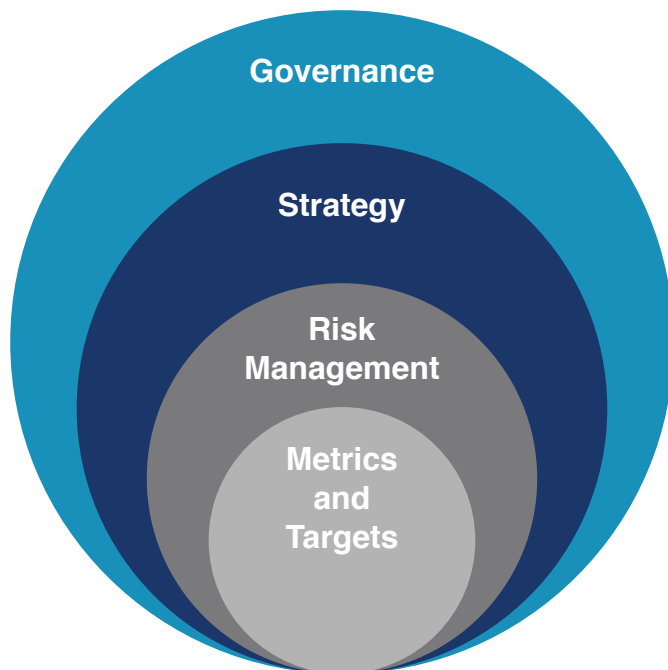 Governance
Strategy
Risk
Management
Metrics
and
Targets